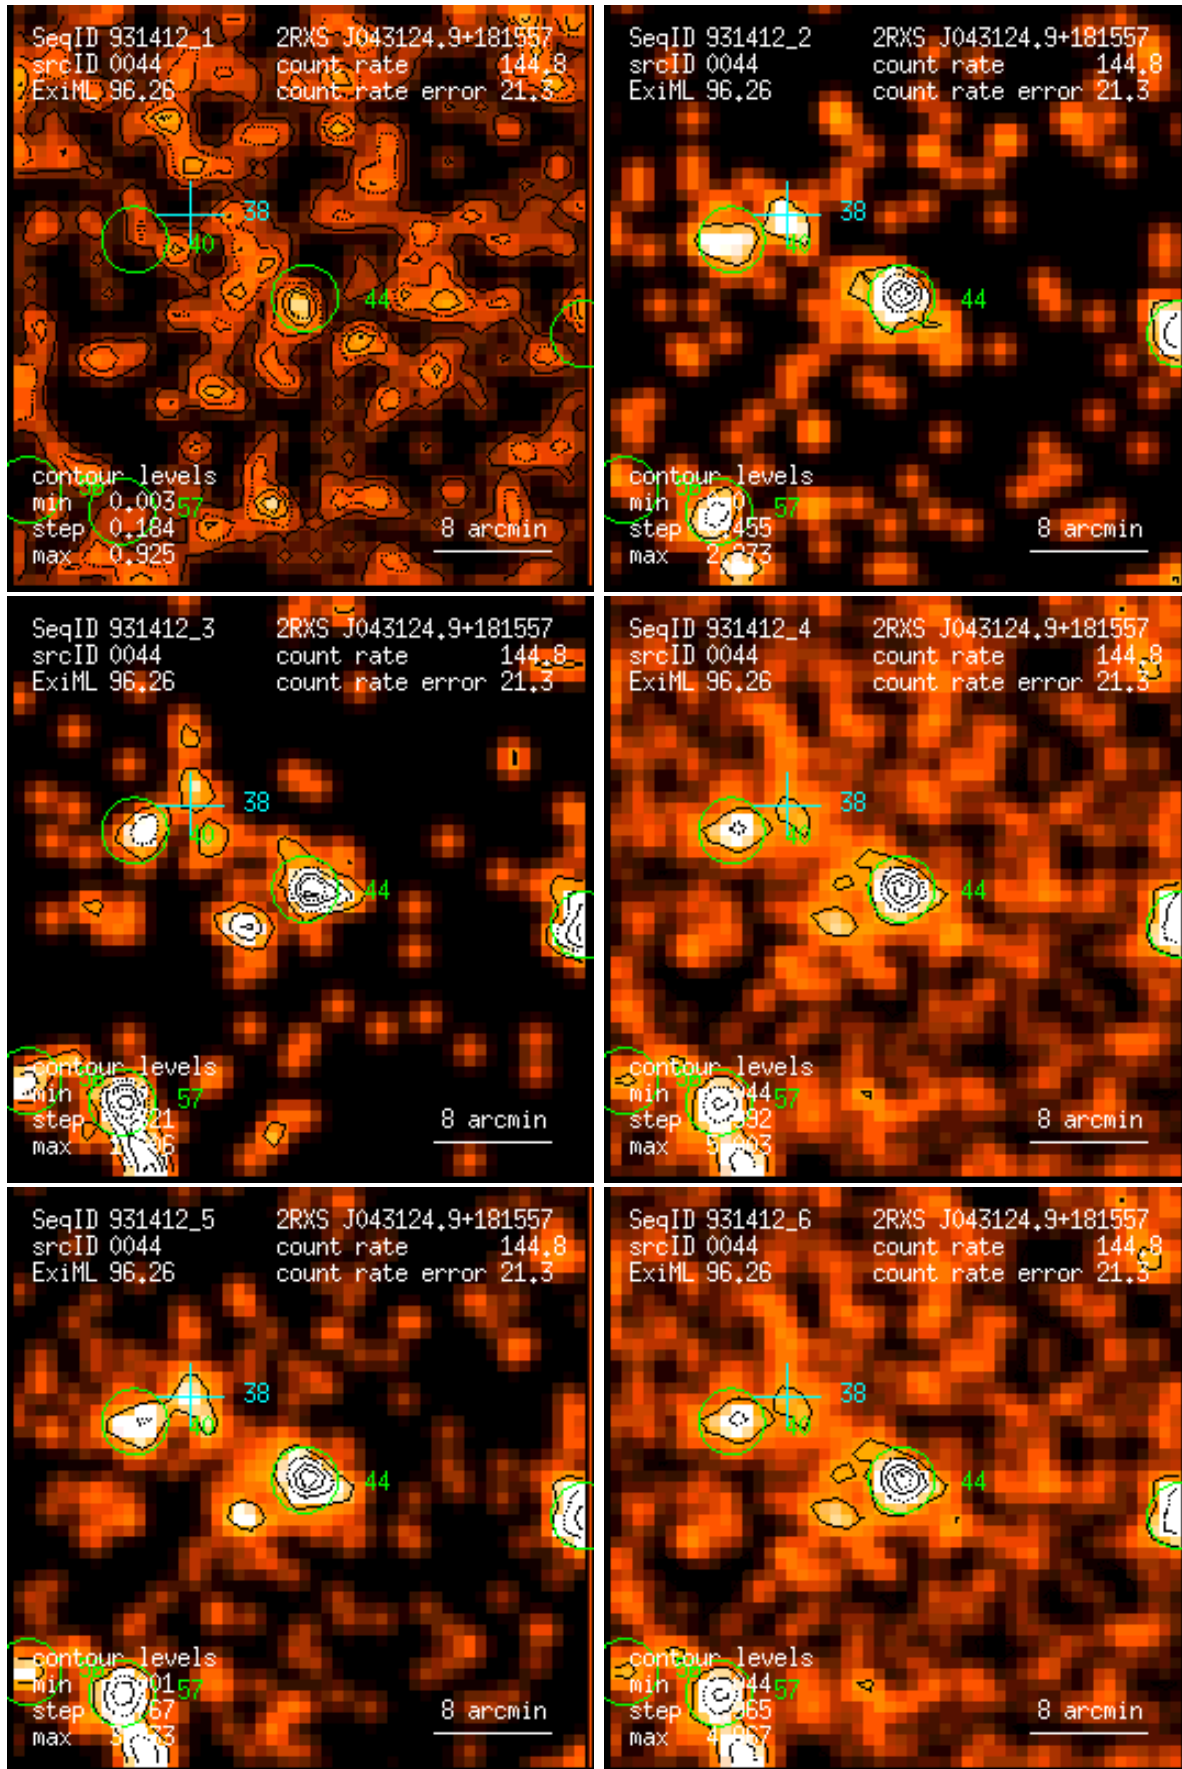 SeqID 931412_1 2RXS J043124.9+181557
srcID 0044 count rate 144.8
ExiML 96.26 count rate error 21.3
38
40
44
contour levels
min 0.003 57
step 0.184 8 arcmin
max 0.925
SeqID 931412_2 2RXS J043124.9+181557
srcID 0044 count rate 144.8
ExiML 96.26 count rate error 21.3
38
40
44
contour levels
min 57
step 8 arcmin
max
SeqID 931412_3 2RXS J043124.9+181557
srcID 0044 count rate 144.8
ExiML 96.26 count rate error 21.3
38
40
44
contour levels
min 57
step 8 arcmin
max
SeqID 931412_4 2RXS J043124.9+181557
srcID 0044 count rate 144.8
ExiML 96.26 count rate error 21.3
38
40
44
contour levels
min 57
step 8 arcmin
max
SeqID 931412_5 2RXS J043124.9+181557
srcID 0044 count rate 144.8
ExiML 96.26 count rate error 21.3
38
40
44
contour levels
min 57
step 8 arcmin
max
SeqID 931412_6 2RXS J043124.9+181557
srcID 0044 count rate 144.8
ExiML 96.26 count rate error 21.3
38
40
44
contour levels
min 57
step 8 arcmin
max